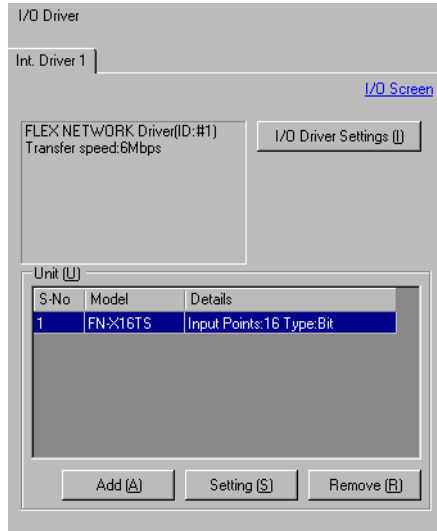 I/O Driver
Int. Driver 1
I/O Screen
FLEX NETWORK Driver(ID:#1)
Transfer speed:6Mbps
I/O Driver Settings (I)
Unit (U)
S-No Model Details
1 FN-X16TS Input Points:16 Type:Bit
Add (A) Setting (S) Remove (R)